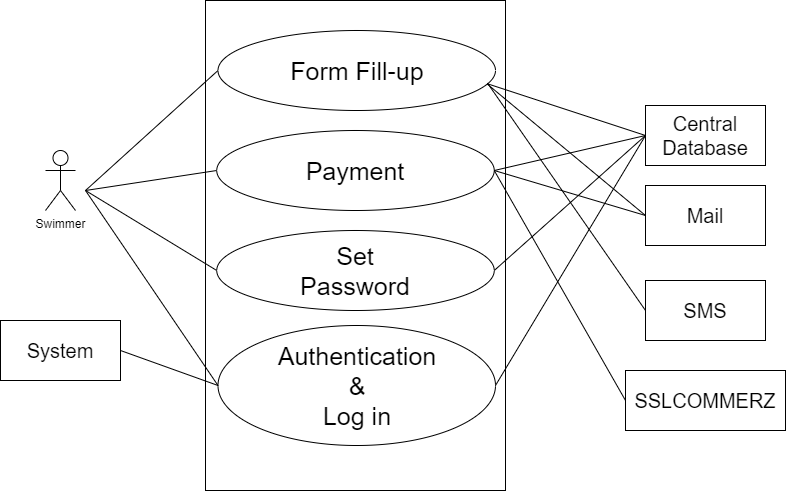 Form Fill-up
Payment
Set
Password
Authentication
&
Log in
Swimmer
System
Central
Database
Mail
SMS
SSLCOMMERZ